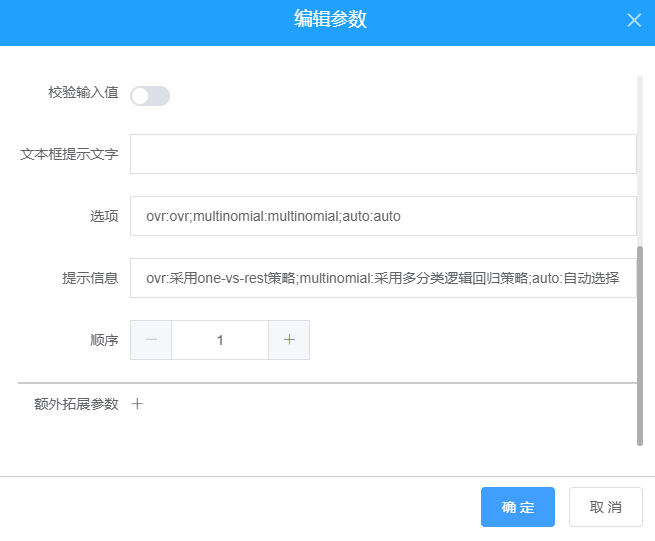 编辑参数
校验输入值
文本框提示文字
选项 ovr:ovr;multinomial:multinomial;auto:auto
提示信息 ovr:采用one-vs-rest策略;multinomial:采用多分类逻辑回归策略;auto:自动选择
顺序 1
额外拓展参数
确定 取消